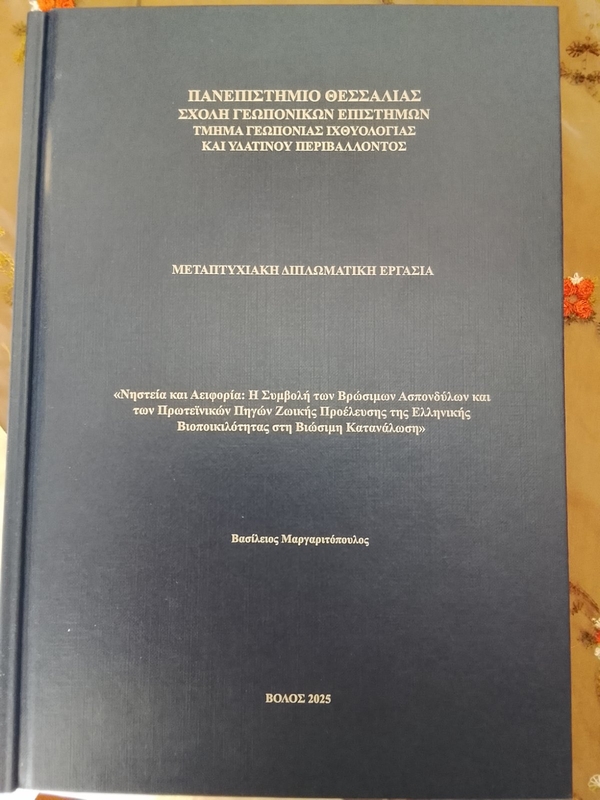 ΠΑΝΕΠΙΣΤΗΜΙΟ ΘΕΣΣΑΛΙΑΣ
ΣΧΟΛΗ ΓΕΩΠΟΝΙΚΩΝ ΕΠΙΣΤΗΜΩΝ
ΤΜΗΜΑ ΓΕΩΠΟΝΙΑΣ ΙΧΘΥΟΛΟΓΙΑΣ
ΚΑΙ ΥΔΑΤΙΝΟΥ ΠΕΡΙΒΑΛΛΟΝΤΟΣ
ΜΕΤΑΠΤΥΧΙΑΚΗ ΔΙΠΛΩΜΑΤΙΚΗ ΕΡΓΑΣΙΑ
«Νηστεία και Αειφορία: Η Συμβολή των Βρώσιμων Ασπονδύλων και
των Πρωτεϊνικών Πηγών Ζωικής Προέλευσης της Ελληνικής
Βιοποικιλότητας στη Βιώσιμη Κατανάλωση»
Βασίλειος Μαργαριτόπουλος
ΒΟΛΟΣ 2025